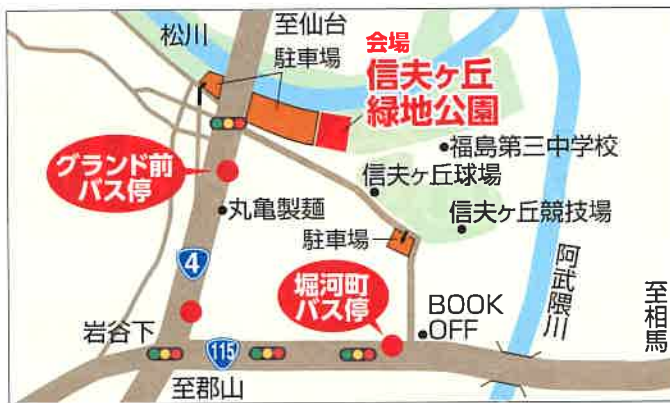 至仙台
松川
駐車場
会場
信夫ヶ丘
緑地公園
福島第三中学校
グランド前
バス停
信夫ヶ丘球場
丸亀製麺
信夫ヶ丘競技場
駐車場
4
阿武隈川
堀河町
バス停
BOOK
OFF
至相馬
岩谷下
115
至郡山